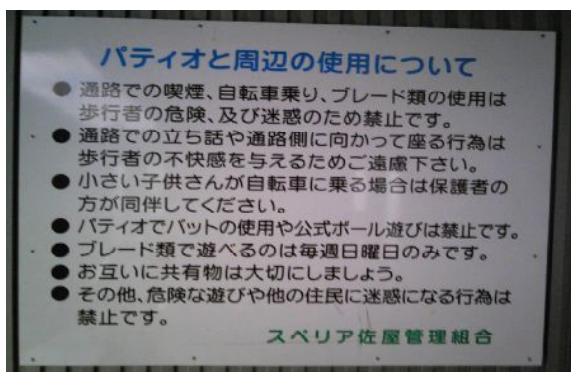 パティオと周辺の使用について
● 通路での喫煙、自転車乗り、ブレード類の使用は
歩行者の危険、及び迷惑のため禁止です。
● 通路での立ち話や通路側に向かって座る行為は
歩行者の不快感を与えるためご遠慮下さい。
● 小さい子供さんが自転車に乗る場合は保護者の
方が同伴してください。
● パティオでバットの使用や公式ボール遊びは禁止です。
● ブレード類で遊べるのは毎週日曜日のみです。
● お互いに共有物は大切にしましょう。
● その他、危険な遊びや他の住民に迷惑になる行為は
禁止です。
スペリア佐屋管理組合